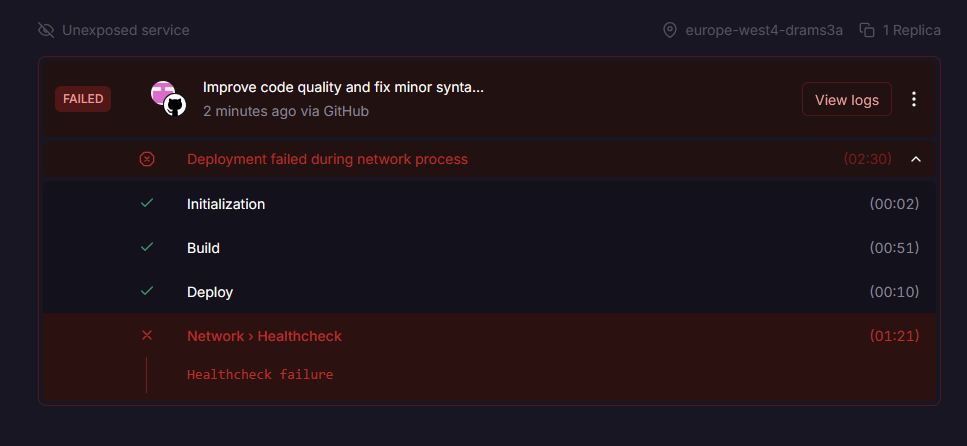 Unexposed service europe-west4-drams3a 1 Replica
FAILED Improve code quality and fix minor synta... View logs
2 minutes ago via GitHub
Deployment failed during network process (02:30)
Initialization (00:02)
Build (00:51)
Deploy (00:10)
Network › Healthcheck (01:21)
Healthcheck failure